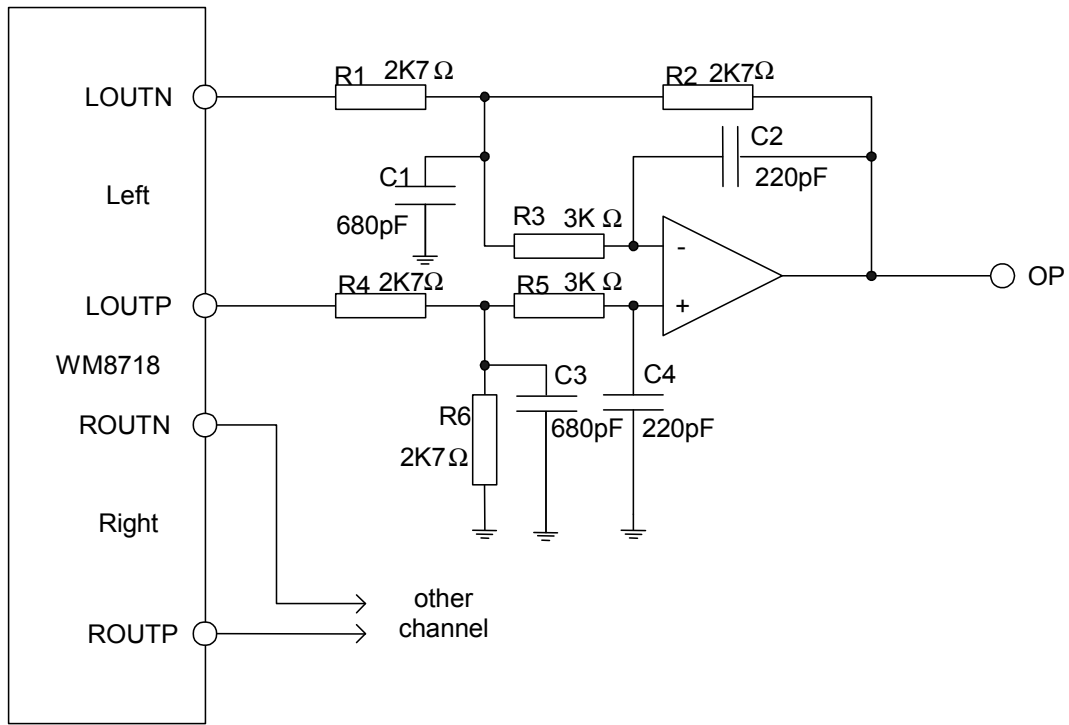 R1 2K7 Ω
R2 2K7Ω
LOUTN
C2
220pF
C1
680pF
Left
R3 3K Ω
-
OP
LOUTP
R4 2K7Ω
R5 3K Ω
+
WM8718
C3
680pF
C4
220pF
R6
2K7Ω
ROUTN
Right
other
channel
ROUTP